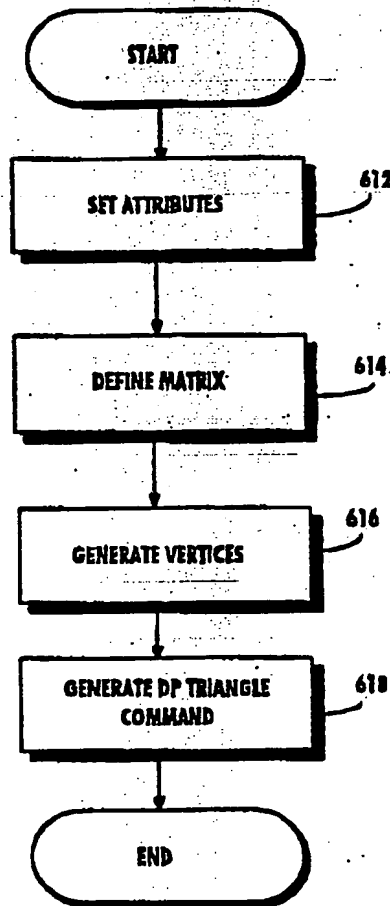 START
SET ATTRIBUTES
612
DEFINE MATRIX
614
GENERATE VERTICES
616
GENERATE DP TRIANGLE
COMMAND
618
END